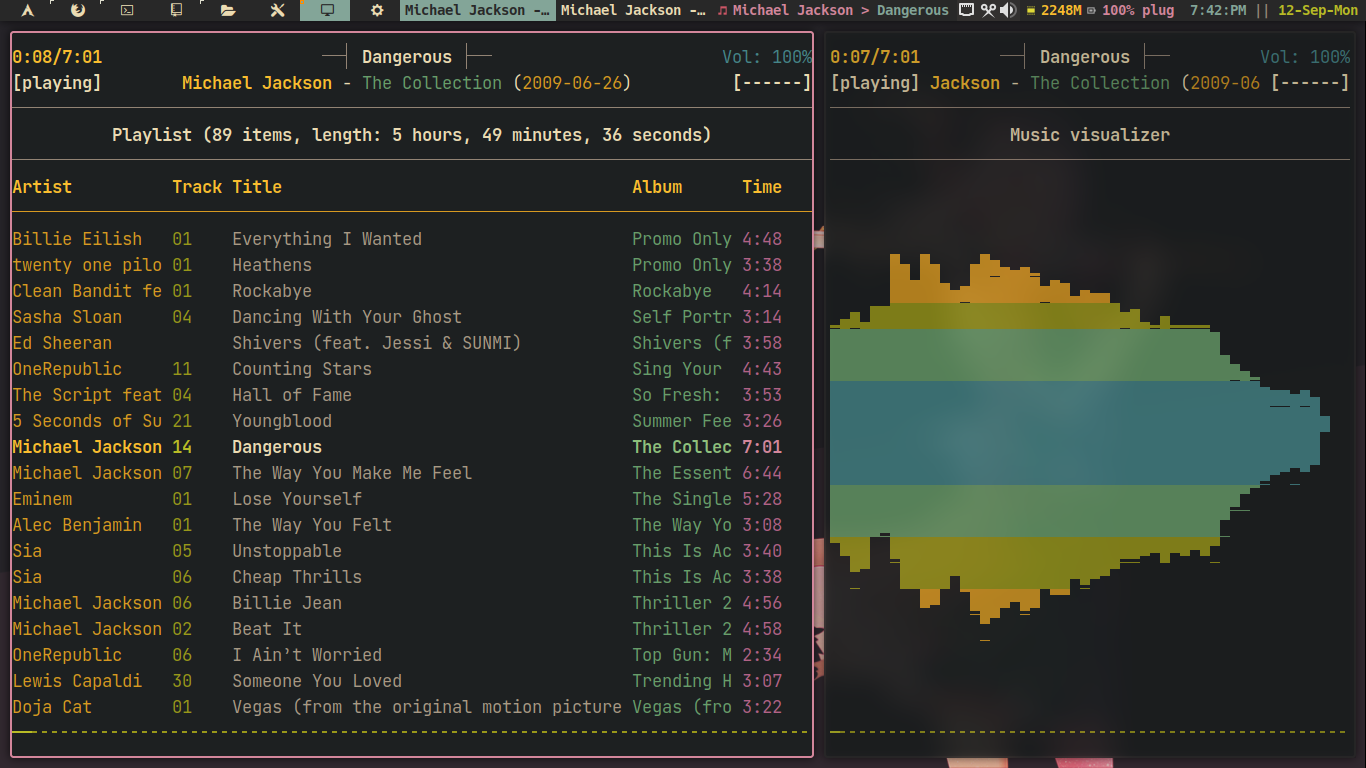 Michael Jackson -… Michael Jackson -… Michael Jackson > Dangerous 2248M 100% plug 7:42:PM || 12-Sep-Mon
0:08/7:01 Dangerous Vol: 100%
[playing] Michael Jackson - The Collection (2009-06-26) [------]
Playlist (89 items, length: 5 hours, 49 minutes, 36 seconds)
Artist Track Title Album Time
Billie Eilish 01 Everything I Wanted Promo Only 4:48
twenty one pilo 01 Heathens Promo Only 3:38
Clean Bandit fe 01 Rockabye Rockabye 4:14
Sasha Sloan 04 Dancing With Your Ghost Self Portr 3:14
Ed Sheeran Shivers (feat. Jessi & SUNMI) Shivers (f 3:58
OneRepublic 11 Counting Stars Sing Your 4:43
The Script feat 04 Hall of Fame So Fresh: 3:53
5 Seconds of Su 21 Youngblood Summer Fee 3:26
Michael Jackson 14 Dangerous The Collec 7:01
Michael Jackson 07 The Way You Make Me Feel The Essent 6:44
Eminem 01 Lose Yourself The Single 5:28
Alec Benjamin 01 The Way You Felt The Way Yo 3:08
Sia 05 Unstoppable This Is Ac 3:40
Sia 06 Cheap Thrills This Is Ac 3:38
Michael Jackson 06 Billie Jean Thriller 2 4:56
Michael Jackson 02 Beat It Thriller 2 4:58
OneRepublic 06 I Ain't Worried Top Gun: M 2:34
Lewis Capaldi 30 Someone You Loved Trending H 3:07
Doja Cat 01 Vegas (from the original motion picture Vegas (fro 3:22
0:07/7:01 Dangerous Vol: 100%
[playing] Jackson - The Collection (2009-06 [------]
Music visualizer